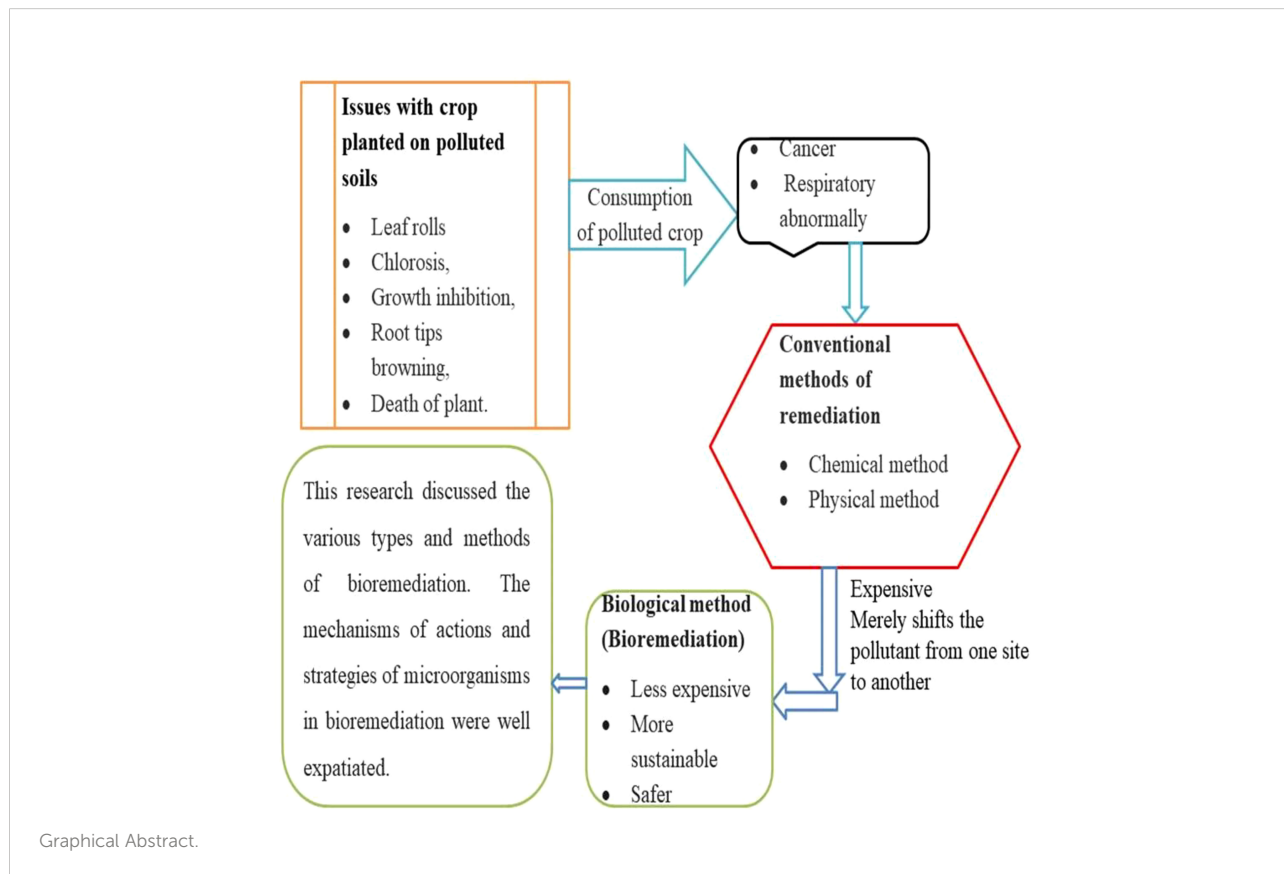 Issues with crop
planted on polluted
soils
• Leaf rolls
• Chlorosis,
• Growth inhibition,
• Root tips
browning,
• Death of plant.
Consumption
of polluted crop
• Cancer
• Respiratory
abnormally
Conventional
methods of
remediation
• Chemical method
• Physical method
Expensive
Merely shifts the
pollutant from one site
to another
Biological method
(Bioremediation)
• Less expensive
• More
sustainable
• Safer
This research discussed the
various types and methods
of bioremediation. The
mechanisms of actions and
strategies of microorganisms
in bioremediation were well
expatiated.
Graphical Abstract.